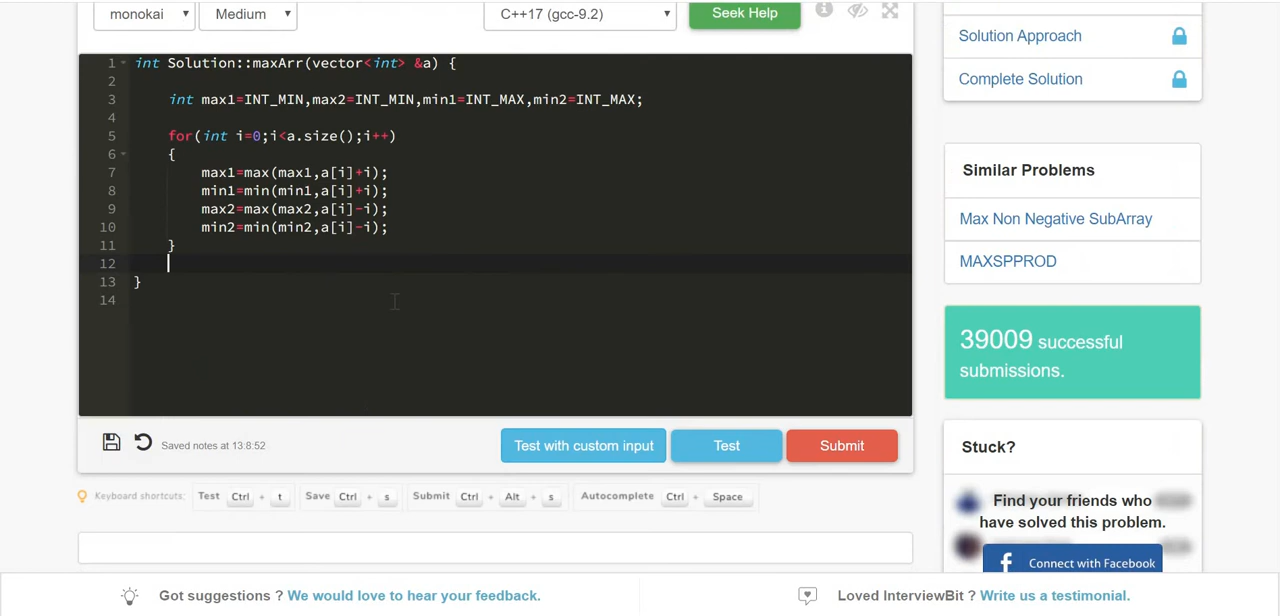 monokai ▾ Medium ▾ C++17 (gcc-9.2) ▾ Seek Help
1 int Solution::maxArr(vector<int> &a) {
2
3 int max1=INT_MIN,max2=INT_MIN,min1=INT_MAX,min2=INT_MAX;
4
5 for(int i=0;i<a.size();i++)
6 {
7 max1=max(max1,a[i]+i);
8 min1=min(min1,a[i]+i);
9 max2=max(max2,a[i]-i);
10 min2=min(min2,a[i]-i);
11 }
12
13 }
14
Saved notes at 13:8:52 Test with custom input Test Submit
Keyboard shortcuts: Test Ctrl + t Save Ctrl + s Submit Ctrl + Alt + s Autocomplete Ctrl + Space
Solution Approach
Complete Solution
Similar Problems
Max Non Negative SubArray
MAXSPPROD
39009 successful
submissions.
Stuck?
Find your friends who
have solved this problem.
f Connect with Facebook
Got suggestions ? We would love to hear your feedback.
Loved InterviewBit ? Write us a testimonial.